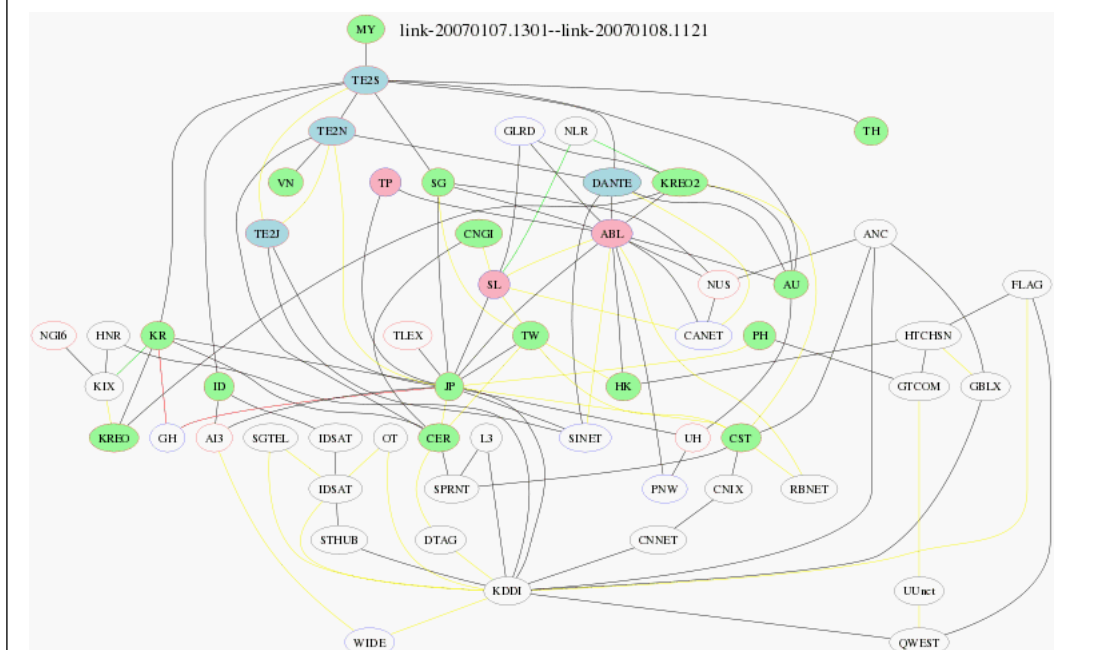 MY link-20070107.1301--link-20070108.1121
TE2S
TE2N GLRD NLR TH
VN TP SG DANTE KREO2
TE2J CNGI ABL ANC
SL NUS AU FLAG
NGI6 HNR KR TLEX TW CANET PH HTCHSN
KIX ID JP HK GTCOM GBLX
KREO GH AI3 SGTEL IDSAT OT CER L3 SINET UH CST
IDSAT SPRNT PNW CNIX RBNET
STHUB DTAG CNNET
KDDI UUnct
WIDE QWEST